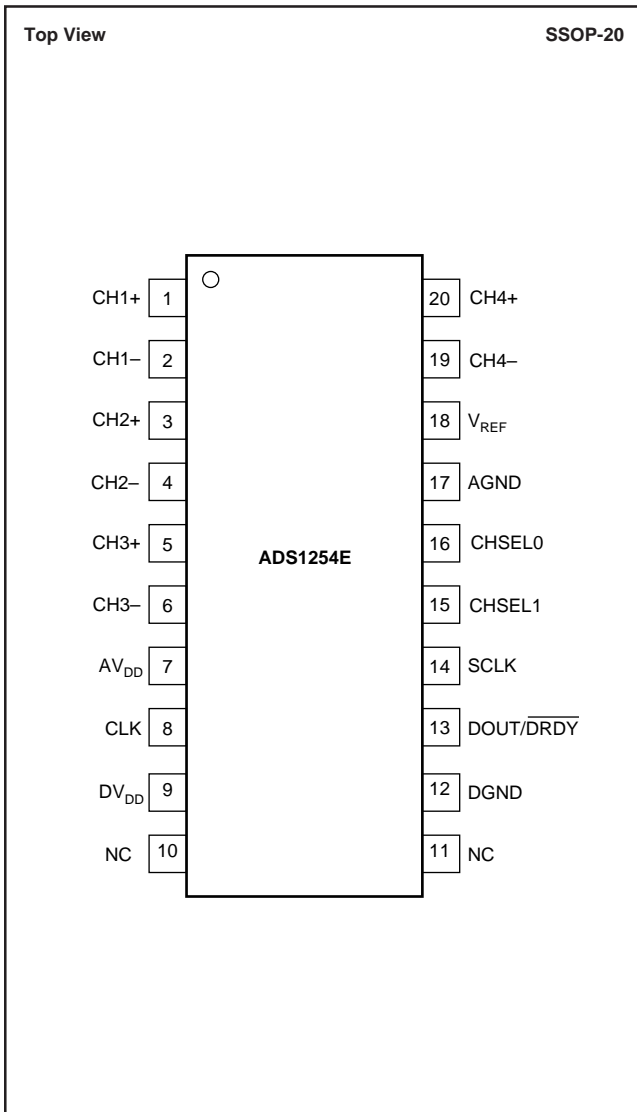 Top View SSOP-20
CH1+ 1 20 CH4+
CH1– 2 19 CH4–
CH2+ 3 18 VREF
CH2– 4 17 AGND
CH3+ 5 16 CHSEL0
ADS1254E
CH3– 6 15 CHSEL1
AVDD 7 14 SCLK
CLK 8 13 DOUT/DRDY
DVDD 9 12 DGND
NC 10 11 NC